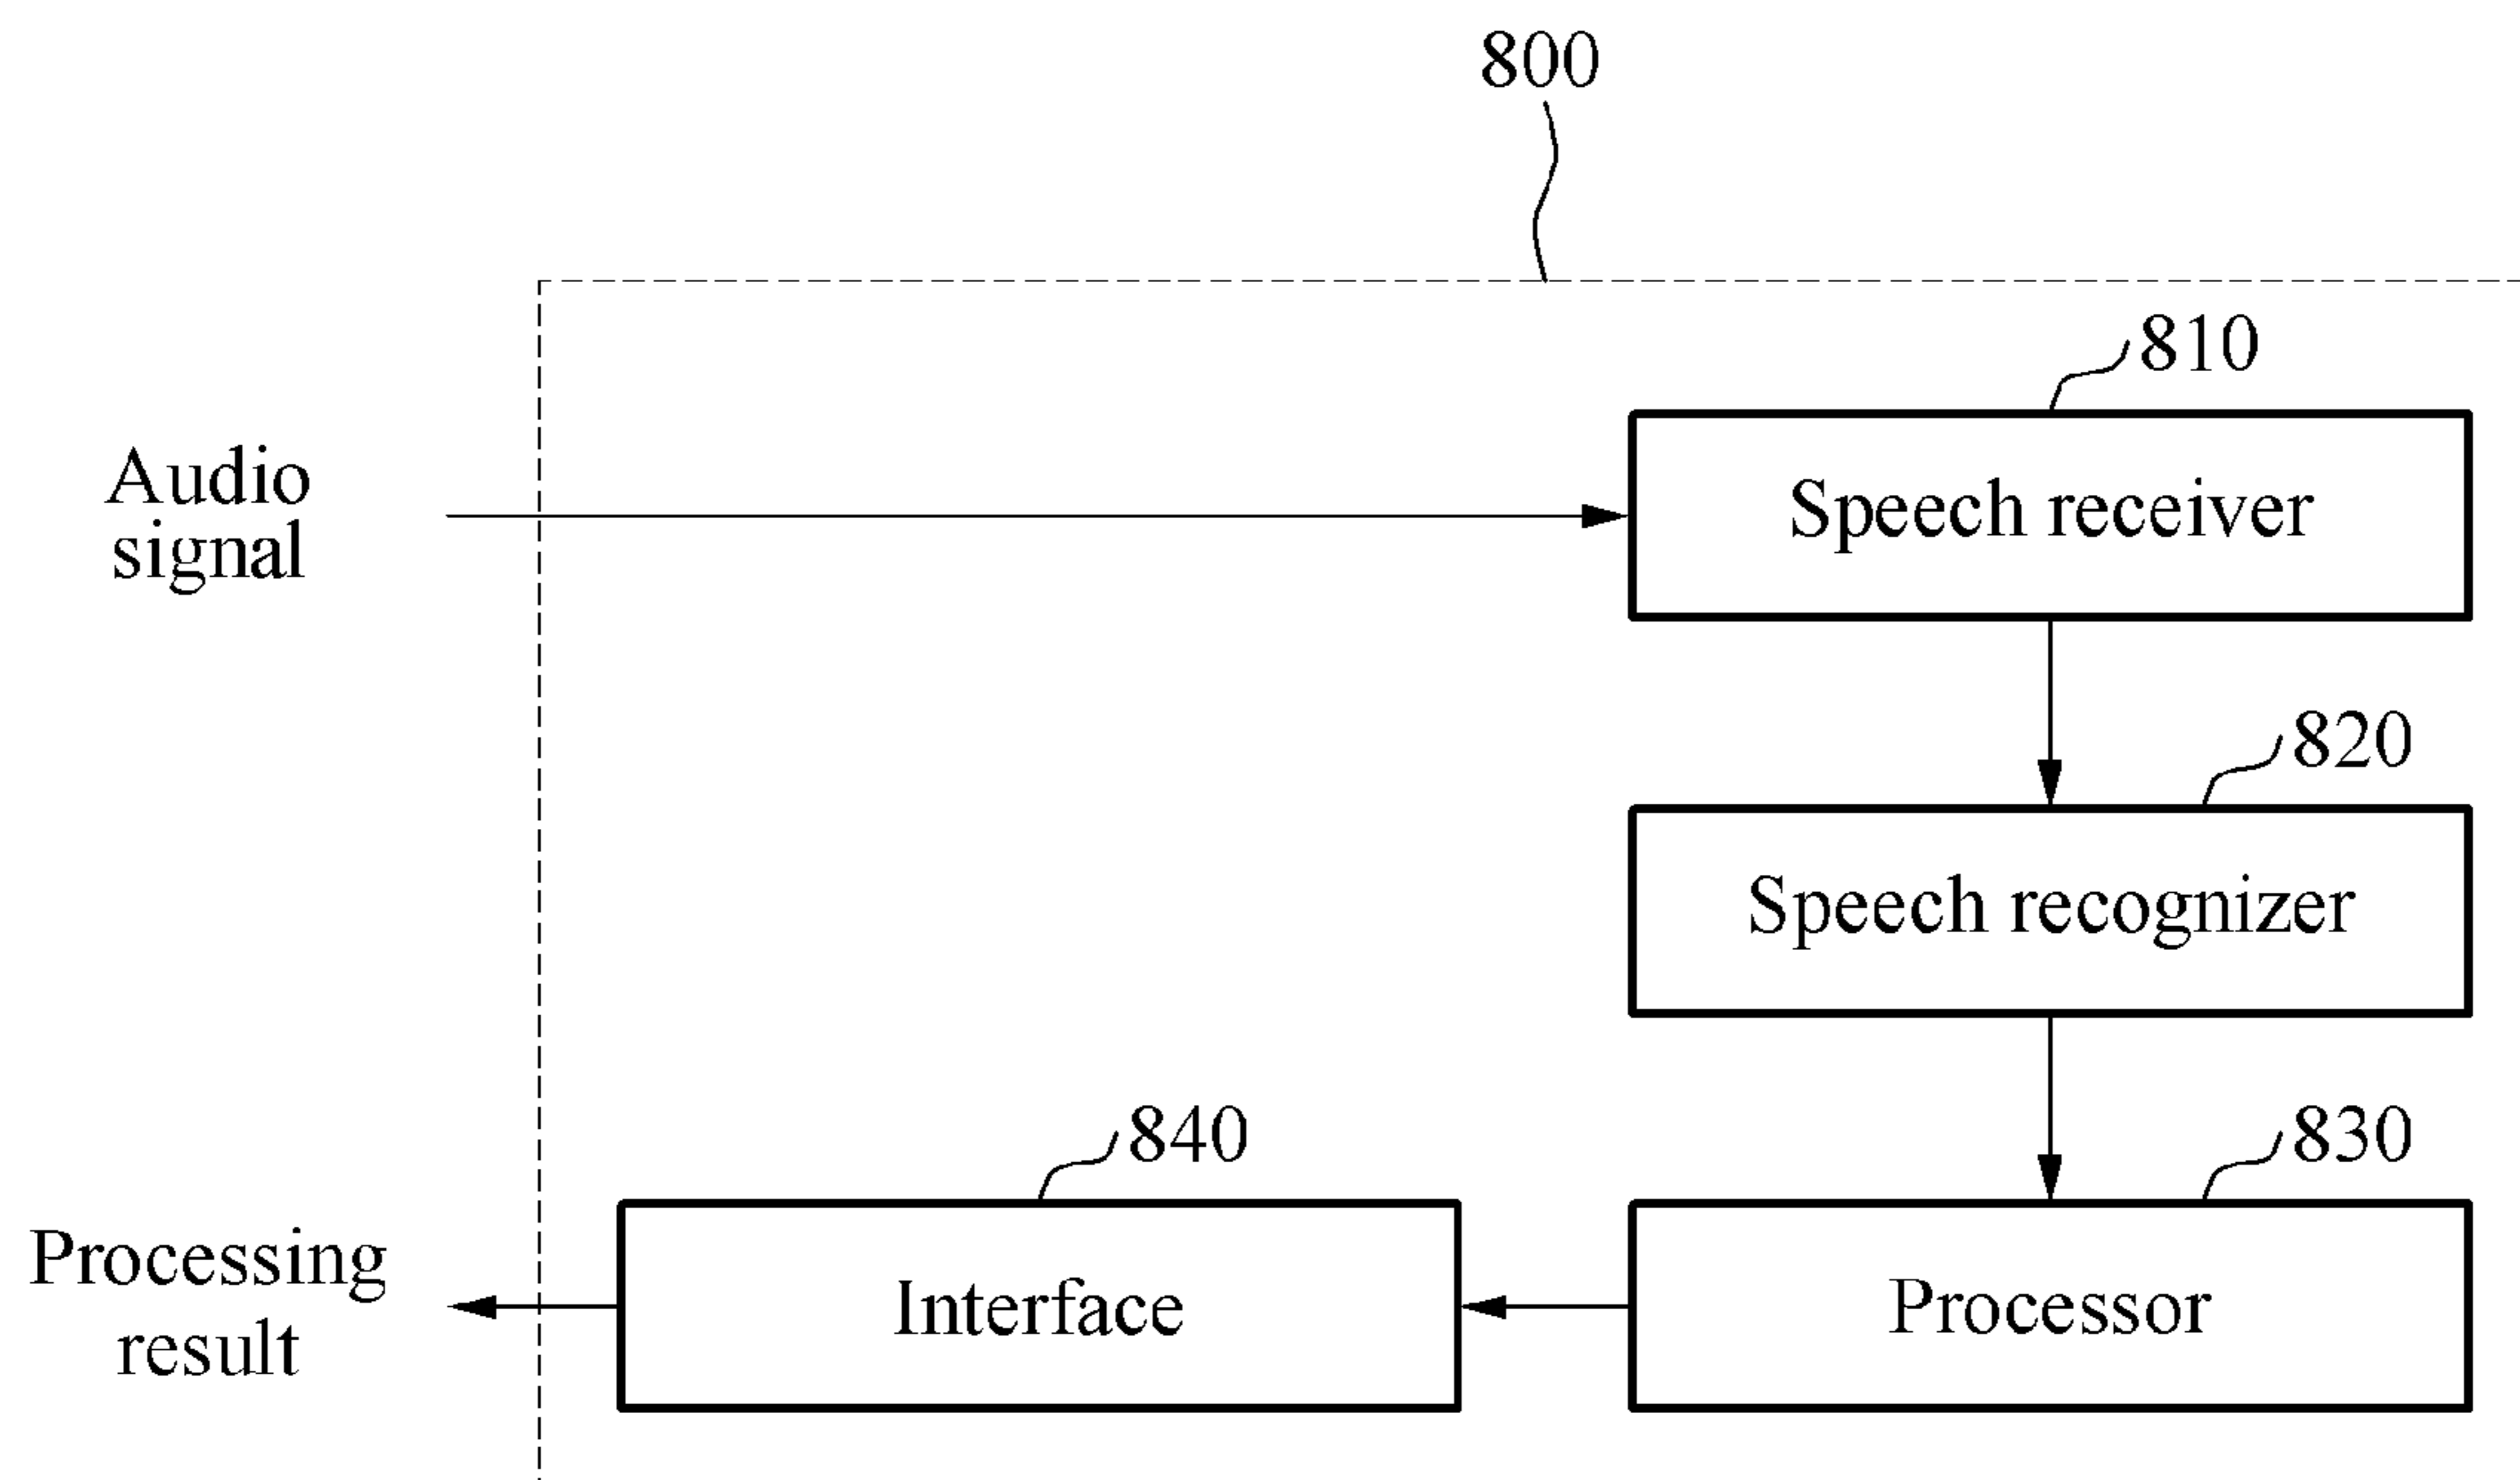 800
810
Audio
signal
Speech receiver
820
Speech recognizer
840
830
Processing
result
Interface
Processor